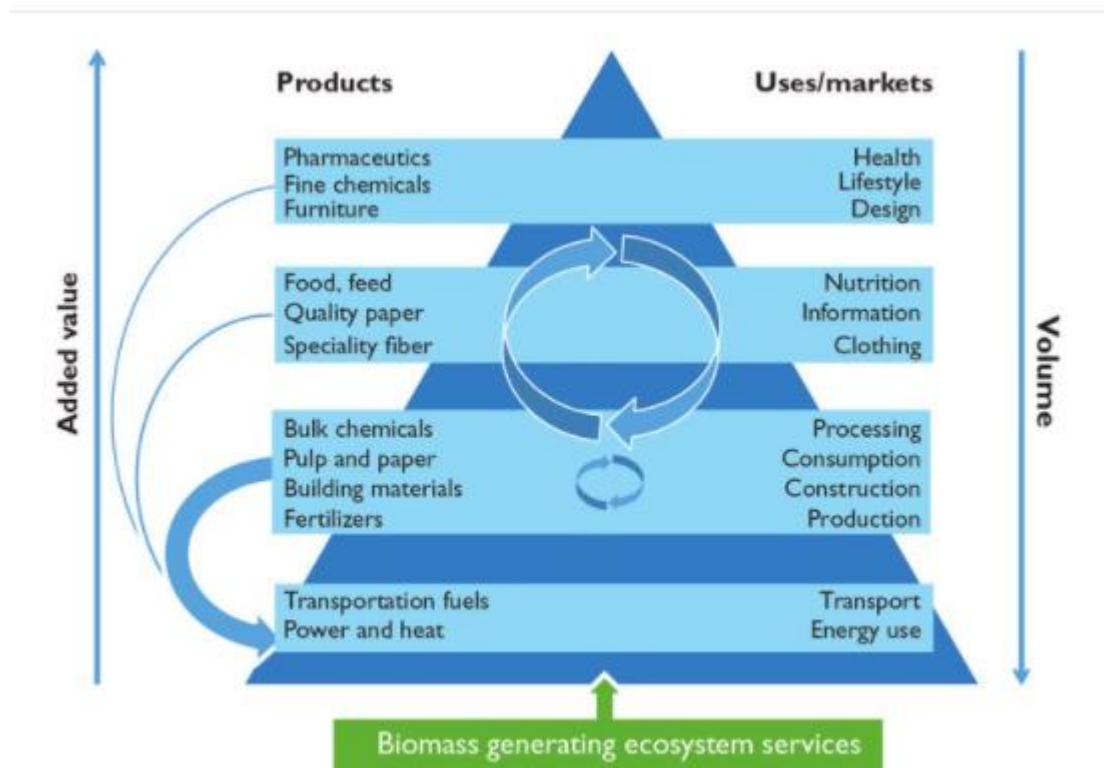 Products
Uses/markets
Pharmaceutics
Fine chemicals
Furniture
Health
Lifestyle
Design
Food, feed
Quality paper
Speciality fiber
Nutrition
Information
Clothing
Bulk chemicals
Pulp and paper
Building materials
Fertilizers
Processing
Consumption
Construction
Production
Transportation fuels
Power and heat
Transport
Energy use
Added value
Volume
Biomass generating ecosystem services